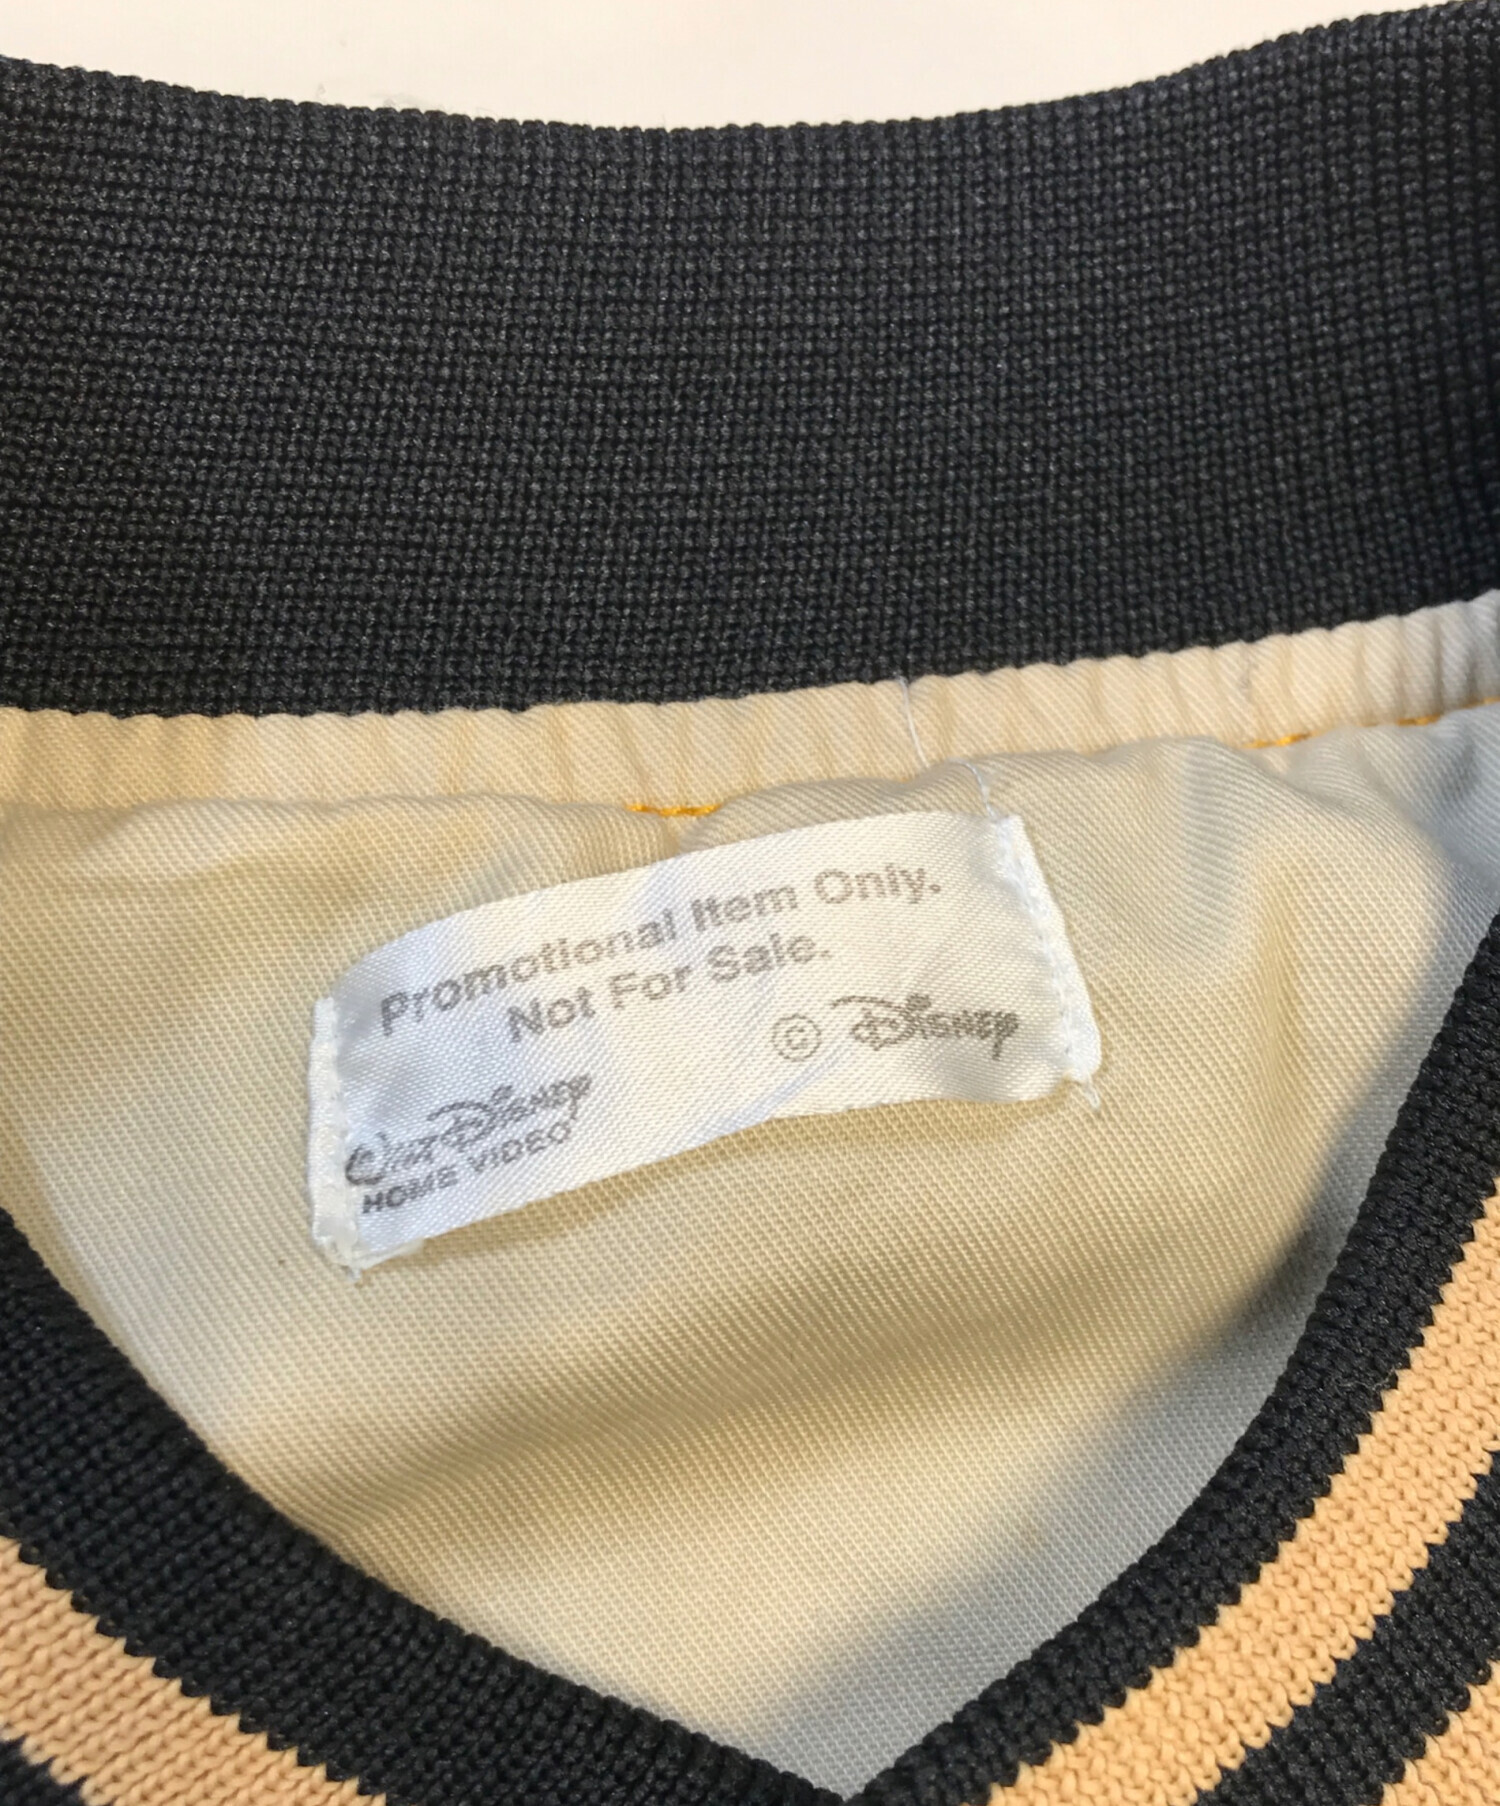 Promotional Item Only.
Not For Sale.
© Disney
Walt Disney
HOME VIDEO